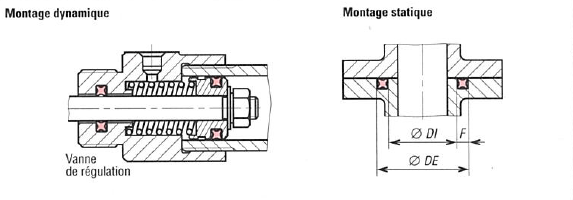 Montage dynamique
Montage statique
Vanne
de régulation
Ø DI
F
Ø DE